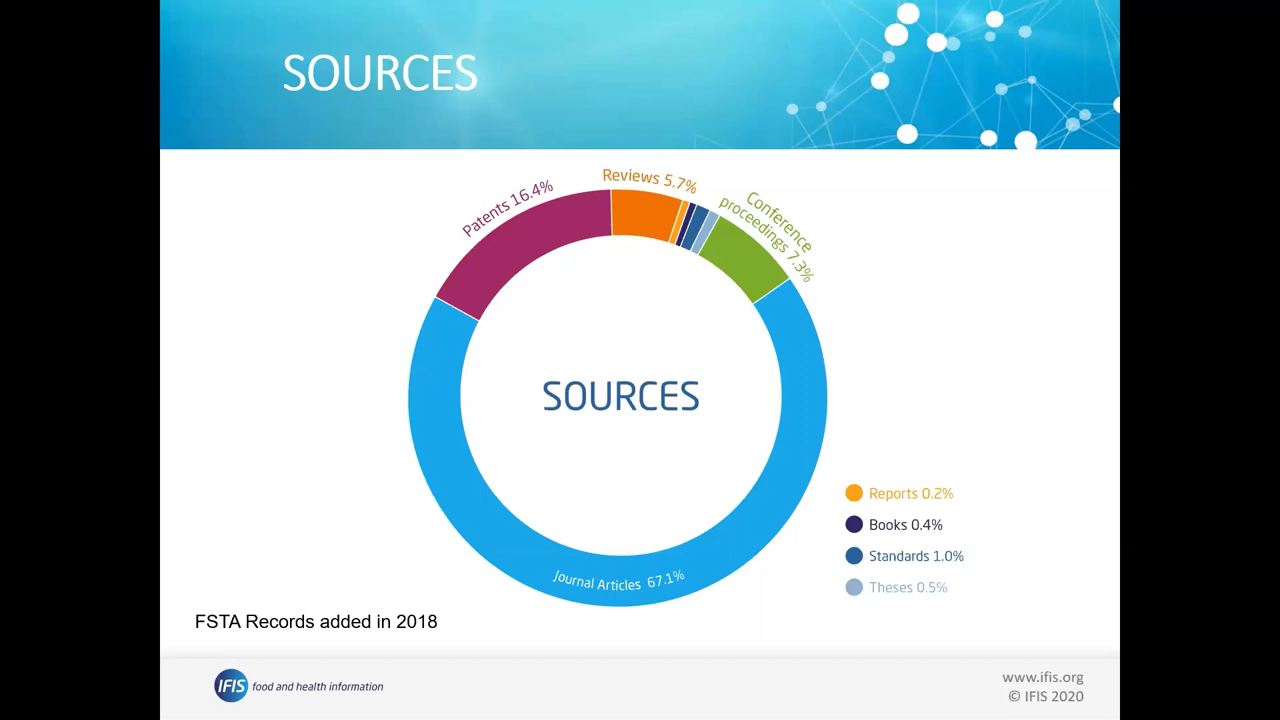 SOURCES
Patents 16.4%
Reviews 5.7%
Conference
proceedings 7.3%
SOURCES
Journal Articles 67.1%
Reports 0.2%
Books 0.4%
Standards 1.0%
Theses 0.5%
FSTA Records added in 2018
IFIS food and health information
www.ifis.org
© IFIS 2020